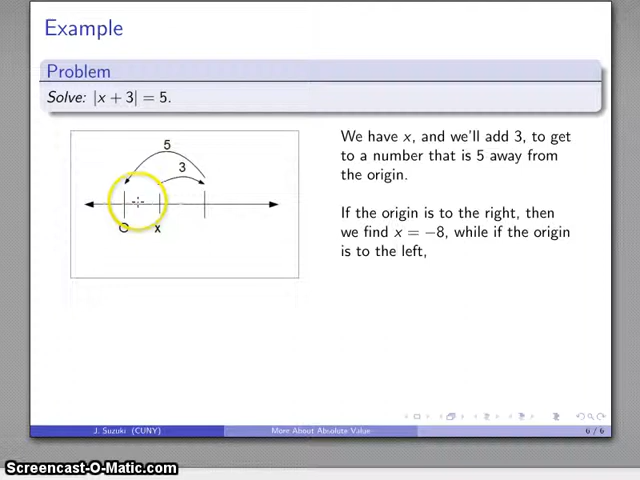 Example
Problem
Solve: |x + 3| = 5.
5
3
O
x
We have x, and we'll add 3, to get
to a number that is 5 away from
the origin.
If the origin is to the right, then
we find x = −8, while if the origin
is to the left,
J. Suzuki (CUNY)
More About Absolute Value
6 / 6
Screencast-O-Matic.com